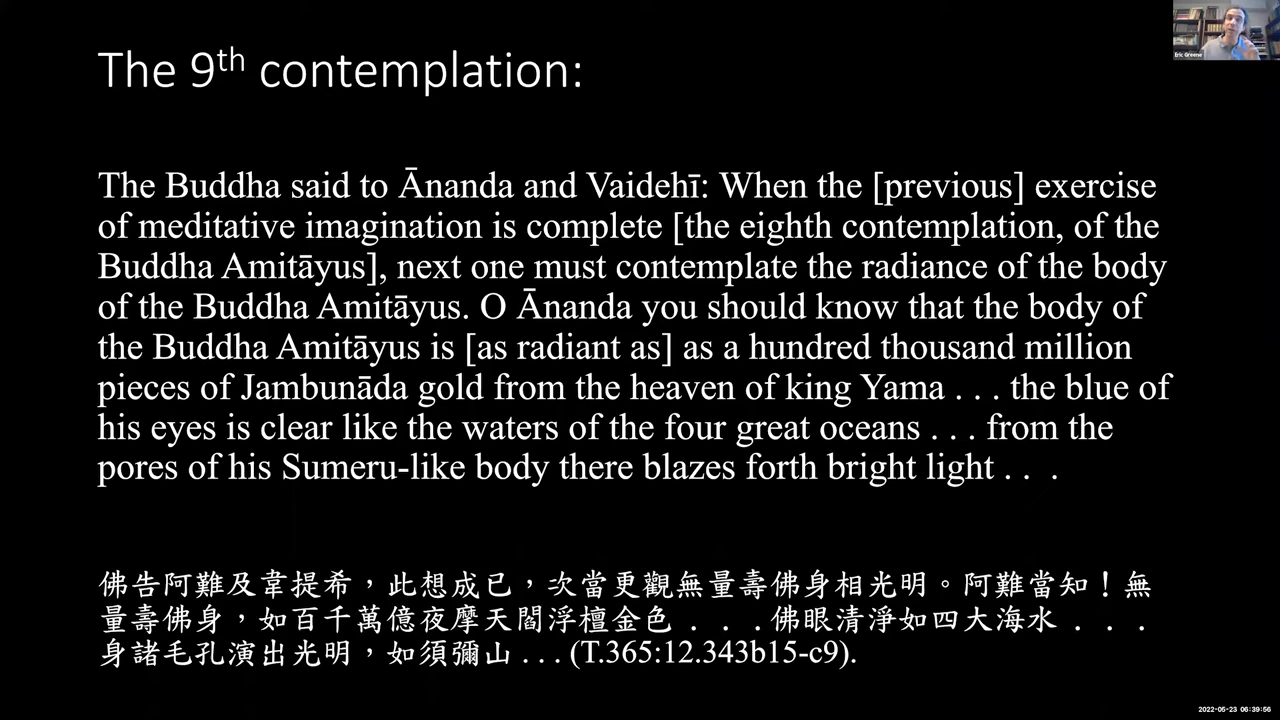 The 9th contemplation:
Eric Greene
The Buddha said to Ānanda and Vaidehī: When the [previous] exercise
of meditative imagination is complete [the eighth contemplation, of the
Buddha Amitāyus], next one must contemplate the radiance of the body
of the Buddha Amitāyus. O Ānanda you should know that the body of
the Buddha Amitāyus is [as radiant as] as a hundred thousand million
pieces of Jambunāda gold from the heaven of king Yama . . . the blue of
his eyes is clear like the waters of the four great oceans . . . from the
pores of his Sumeru-like body there blazes forth bright light . . .
佛告阿難及韋提希，此想成已，次當更觀無量壽佛身相光明。阿難當知！無
量壽佛身，如百千萬億夜摩天閻浮檀金色 . . .佛眼清淨如四大海水 . . .
身諸毛孔演出光明，如須彌山 . . . (T.365:12.343b15-c9).
2022-05-23 06:39:56